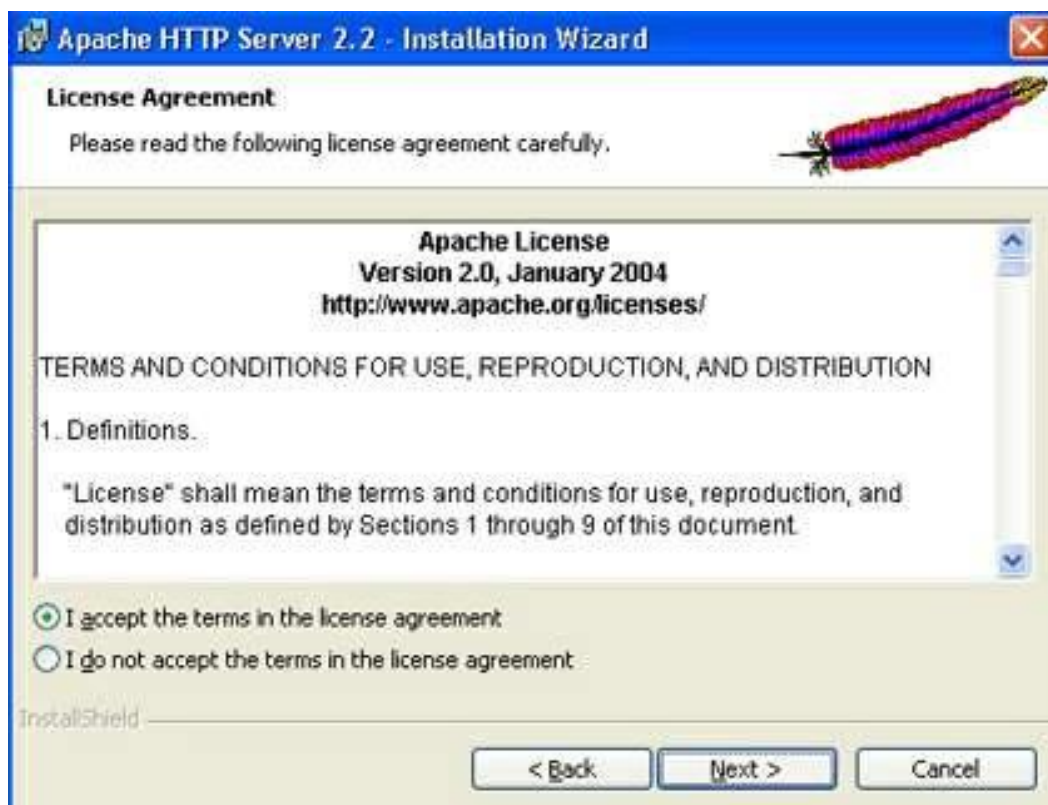 Apache HTTP Server 2.2 - Installation Wizard
License Agreement
Please read the following license agreement carefully.
Apache License
Version 2.0, January 2004
http://www.apache.org/licenses/
TERMS AND CONDITIONS FOR USE, REPRODUCTION, AND DISTRIBUTION
1. Definitions.
"License" shall mean the terms and conditions for use, reproduction, and
distribution as defined by Sections 1 through 9 of this document.
I accept the terms in the license agreement
I do not accept the terms in the license agreement
InstallShield
< Back
Next >
Cancel